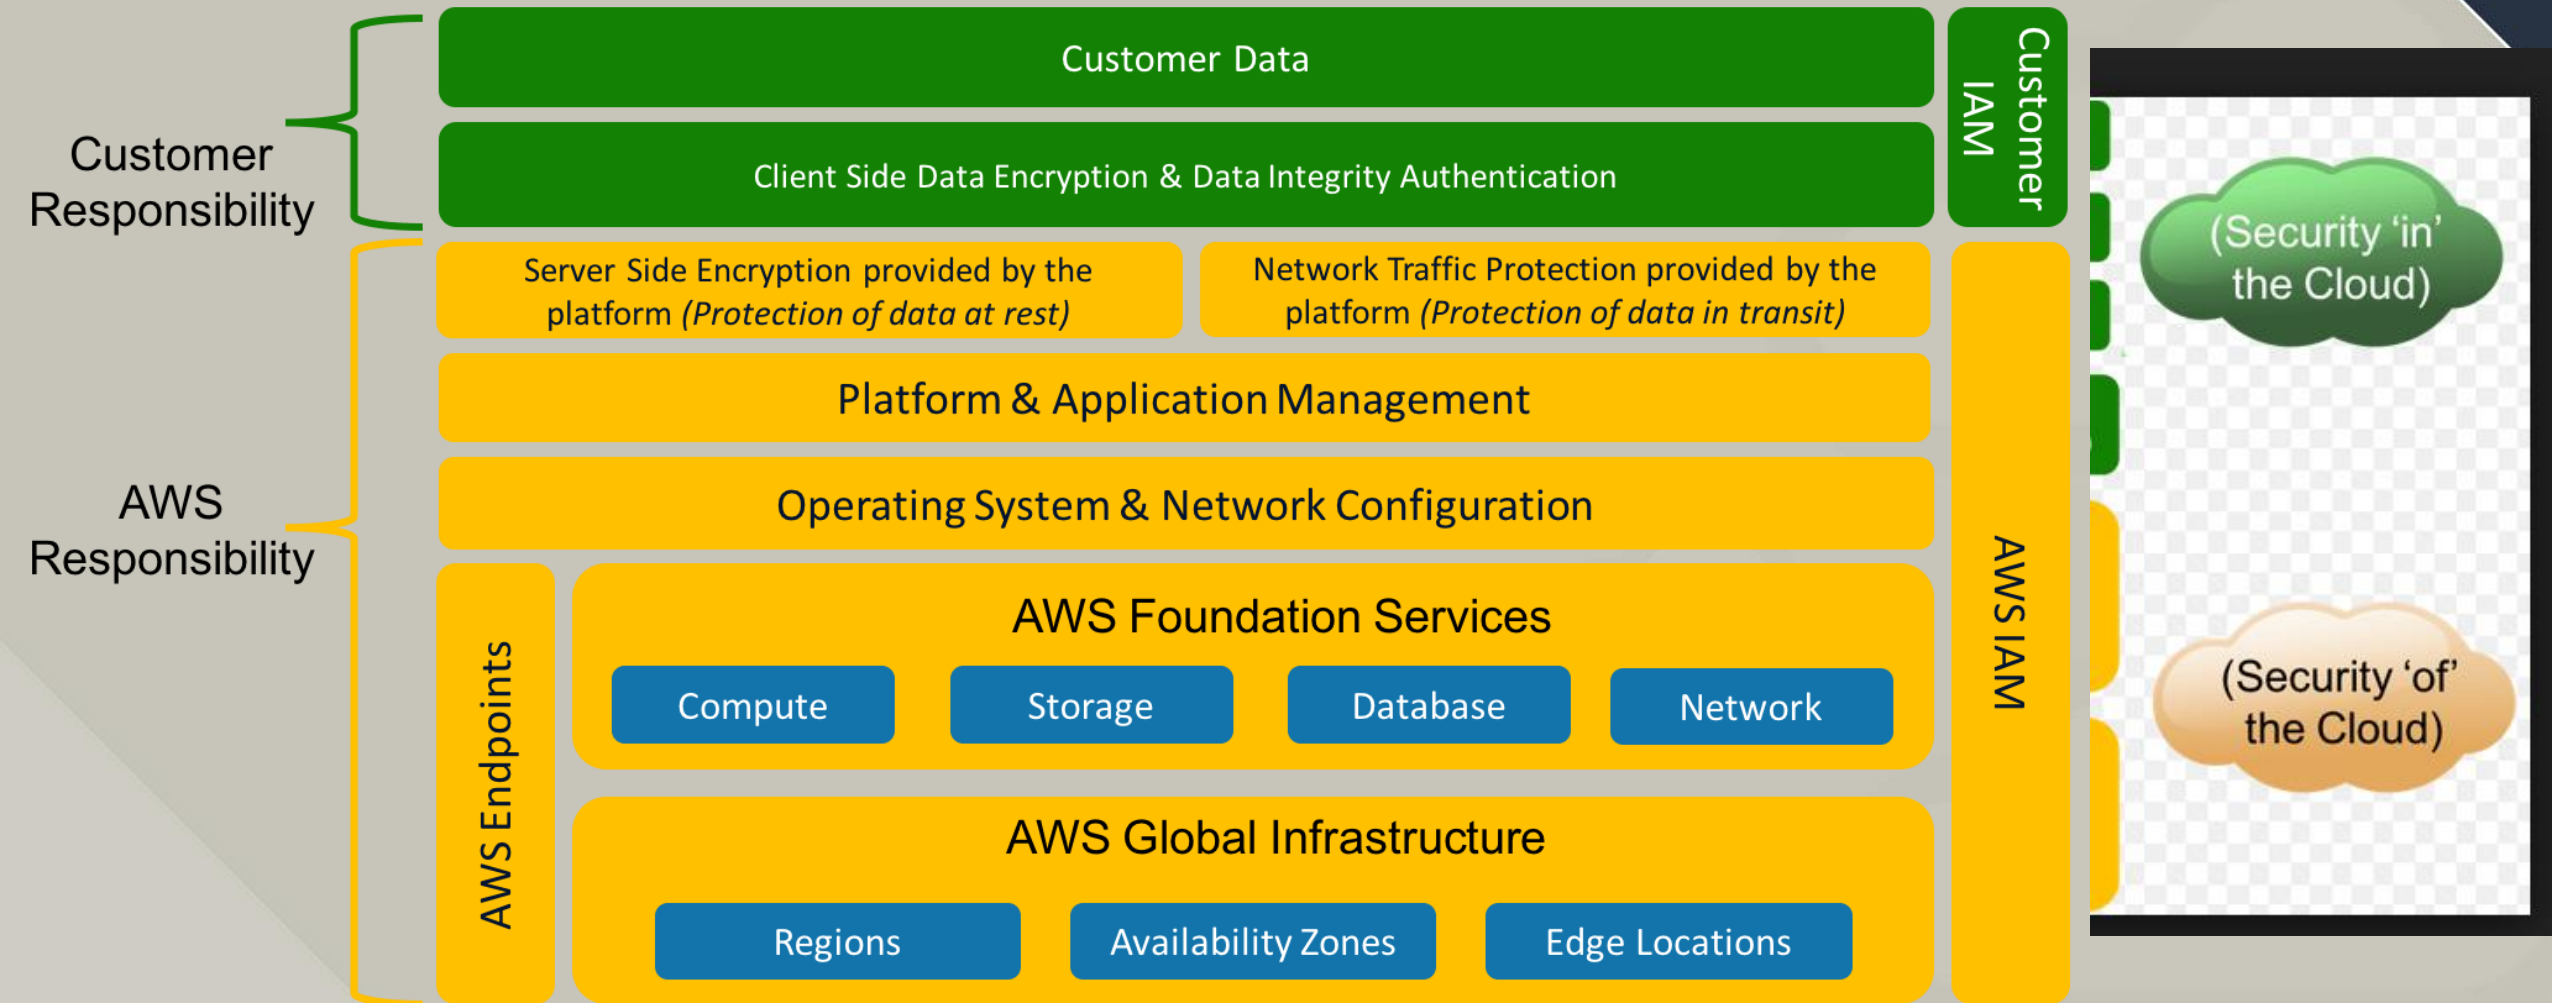 Customer Data
Customer
IAM
Customer
Responsibility
Client Side Data Encryption & Data Integrity Authentication
(Security ‘in’
the Cloud)
Server Side Encryption provided by the
platform (Protection of data at rest)
Network Traffic Protection provided by the
platform (Protection of data in transit)
Platform & Application Management
AWS
Responsibility
Operating System & Network Configuration
AWS IAM
AWS Endpoints
AWS Foundation Services
Compute
Storage
Database
Network
(Security ‘of’
the Cloud)
AWS Global Infrastructure
Regions
Availability Zones
Edge Locations